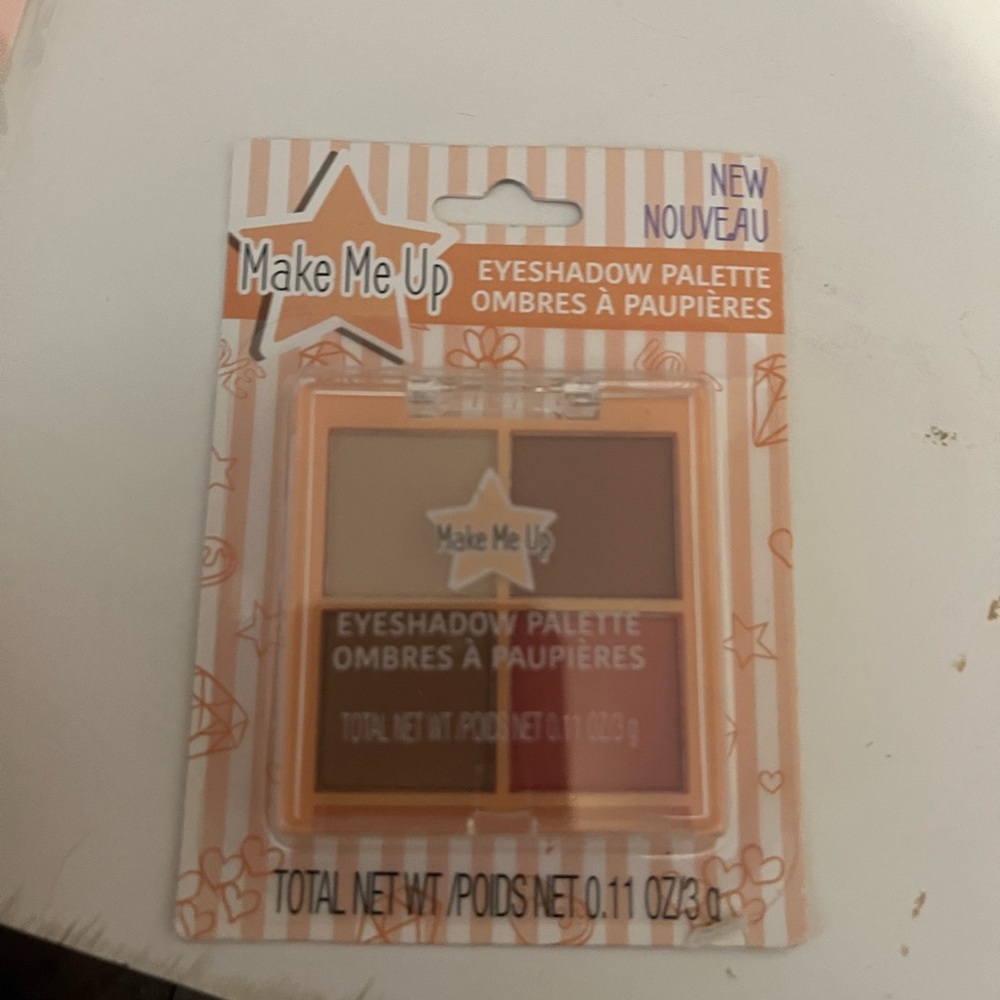 NEW
NOUVEAU
Make Me Up
EYESHADOW PALETTE
OMBRES À PAUPIÈRES
Make Me Up
EYESHADOW PALETTE
OMBRES À PAUPIÈRES
TOTAL NET WT /POIDS NET 0.11 OZ/3 g
TOTAL NET WT /POIDS NET 0.11 OZ/3 g